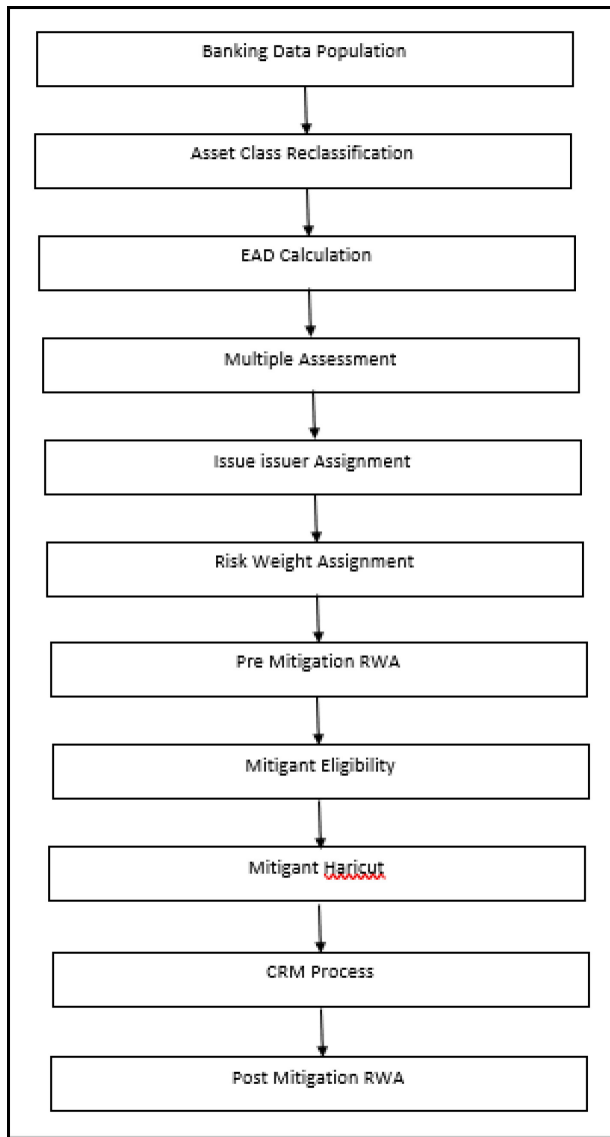 Banking Data Population
Asset Class Reclassification
EAD Calculation
Multiple Assessment
Issue issuer Assignment
Risk Weight Assignment
Pre Mitigation RWA
Mitigant Eligibility
Mitigant Haricut
CRM Process
Post Mitigation RWA